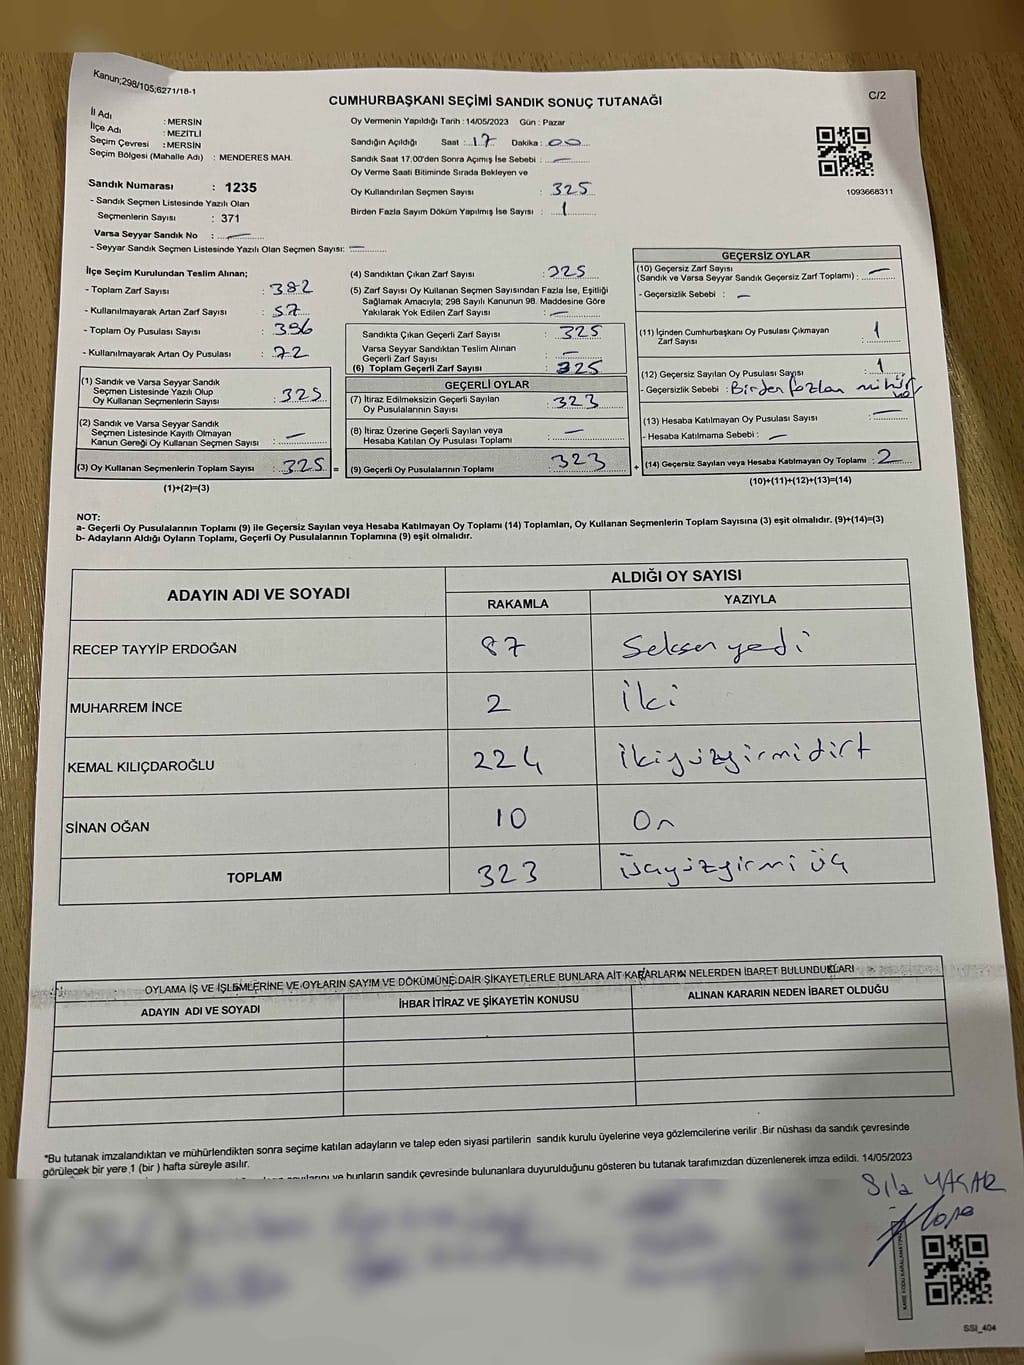 Kanun;298/105,6271/18-1
C/2
CUMHURBAŞKANI SEÇİMİ SANDIK SONUÇ TUTANAĞI
İl Adı : MERSİN
İlçe Adı : MEZİTLİ
Seçim Çevresi : MERSİN
Seçim Bölgesi (Mahalle Adı) : MENDERES MAH.
Sandık Numarası : 1235
- Sandık Seçmen Listesinde Yazılı Olan
Seçmenlerin Sayısı : 371
Varsa Seyyar Sandık No : —
- Seyyar Sandık Seçmen Listesinde Yazılı Olan Seçmen Sayısı: —
Oy Vermenin Yapıldığı Tarih : 14/05/2023 Gün : Pazar
Sandığın Açıldığı Saat : 17 Dakika : 00
Sandık Saat 17.00'den Sonra Açılmış İse Sebebi : —
Oy Verme Saati Bitiminde Sırada Bekleyen ve
Oy Kullandırılan Seçmen Sayısı : 325
Birden Fazla Sayım Döküm Yapılmış İse Sayısı : 1
1093668311
İlçe Seçim Kurulundan Teslim Alınan;
- Toplam Zarf Sayısı : 382
- Kullanılmayarak Artan Zarf Sayısı : 57
- Toplam Oy Pusulası Sayısı : 396
- Kullanılmayarak Artan Oy Pusulası : 72
(1) Sandık ve Varsa Seyyar Sandık
Seçmen Listesinde Yazılı Olup
Oy Kullanan Seçmenlerin Sayısı : 325
(2) Sandık ve Varsa Seyyar Sandık
Seçmen Listesinde Kayıtlı Olmayan
Kanun Gereği Oy Kullanan Seçmen Sayısı : —
(3) Oy Kullanan Seçmenlerin Toplam Sayısı : 325 =
(1)+(2)=(3)
(4) Sandıktan Çıkan Zarf Sayısı : 325
(5) Zarf Sayısı Oy Kullanan Seçmen Sayısından Fazla İse, Eşitliği
Sağlamak Amacıyla; 298 Sayılı Kanunun 98. Maddesine Göre
Yakılarak Yok Edilen Zarf Sayısı : —
Sandıkta Çıkan Geçerli Zarf Sayısı : 325
Varsa Seyyar Sandıktan Teslim Alınan
Geçerli Zarf Sayısı : —
(6) Toplam Geçerli Zarf Sayısı : 325
GEÇERLİ OYLAR
(7) İtiraz Edilmeksizin Geçerli Sayılan
Oy Pusulalarının Sayısı : 323
(8) İtiraz Üzerine Geçerli Sayılan veya
Hesaba Katılan Oy Pusulası Toplamı : —
(9) Geçerli Oy Pusulalarının Toplamı : 323 +
GEÇERSİZ OYLAR
(10) Geçersiz Zarf Sayısı
(Sandık ve Varsa Seyyar Sandık Geçersiz Zarf Toplamı) : —
- Geçersizlik Sebebi : —
(11) İçinden Cumhurbaşkanı Oy Pusulası Çıkmayan
Zarf Sayısı : 1
(12) Geçersiz Sayılan Oy Pusulası Sayısı : 1
- Geçersizlik Sebebi : Birden fazlan mühür
(13) Hesaba Katılmayan Oy Pusulası Sayısı : —
- Hesaba Katılmama Sebebi : —
(14) Geçersiz Sayılan veya Hesaba Katılmayan Oy Toplamı : 2
(10)+(11)+(12)+(13)=(14)
NOT:
a- Geçerli Oy Pusulalarının Toplamı (9) ile Geçersiz Sayılan veya Hesaba Katılmayan Oy Toplamı (14) Toplamları, Oy Kullanan Seçmenlerin Toplam Sayısına (3) eşit olmalıdır. (9)+(14)=(3)
b- Adayların Aldığı Oyların Toplamı, Geçerli Oy Pusulalarının Toplamına (9) eşit olmalıdır.
ADAYIN ADI VE SOYADI
ALDIĞI OY SAYISI
RAKAMLA YAZIYLA
RECEP TAYYİP ERDOĞAN 87 Seksen yedi
MUHARREM İNCE 2 İki
KEMAL KILIÇDAROĞLU 224 ikiyüzyirmidört
SİNAN OĞAN 10 On
TOPLAM 323 üçyüzyirmi üç
OYLAMA İŞ VE İŞLEMLERİNE VE OYLARIN SAYIM VE DÖKÜMÜNE DAİR ŞİKAYETLERLE BUNLARA AİT KARARLARIN NELERDEN İBARET BULUNDUKLARI
ADAYIN ADI VE SOYADI İHBAR İTİRAZ VE ŞİKAYETİN KONUSU ALINAN KARARIN NEDEN İBARET OLDUĞU
*Bu tutanak imzalandıktan ve mühürlendikten sonra seçime katılan adayların ve talep eden siyasi partilerin sandık kurulu üyelerine veya gözlemcilerine verilir .Bir nüshası da sandık çevresinde
görülecek bir yere 1 (bir ) hafta süreyle asılır.
ve bunların sandık çevresinde bulunanlara duyurulduğunu gösteren bu tutanak tarafımızdan düzenlenerek imza edildi. 14/05/2023
Sıla YAŞAR
SSI_404